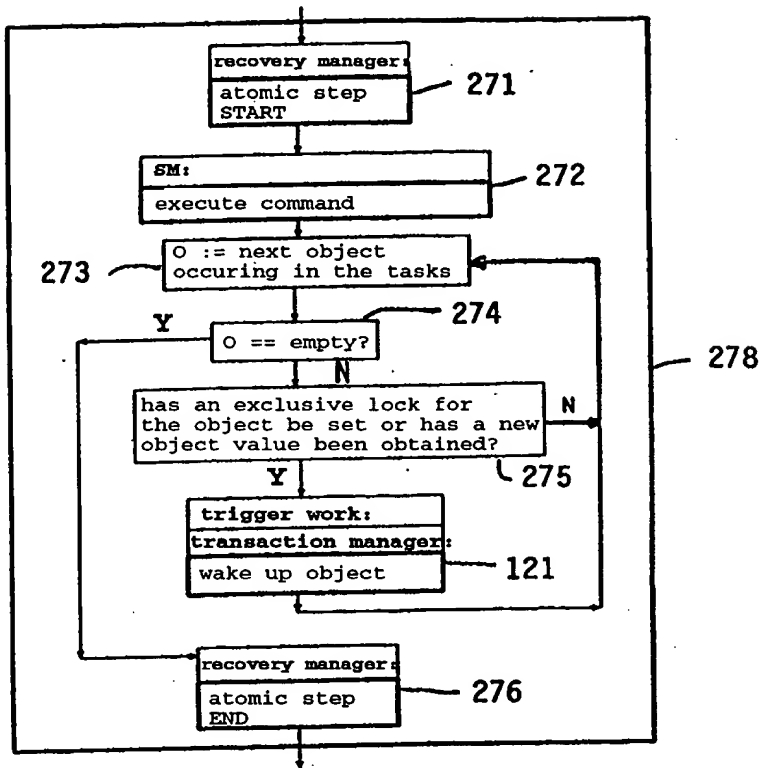 recovery manager:
atomic step
START
271
SM:
execute command
272
O := next object
occuring in the tasks
273
274
O == empty?
Y
N
278
has an exclusive lock for
the object be set or has a new
object value been obtained?
N
275
Y
trigger work:
transaction manager:
wake up object
121
recovery manager:
atomic step
END
276